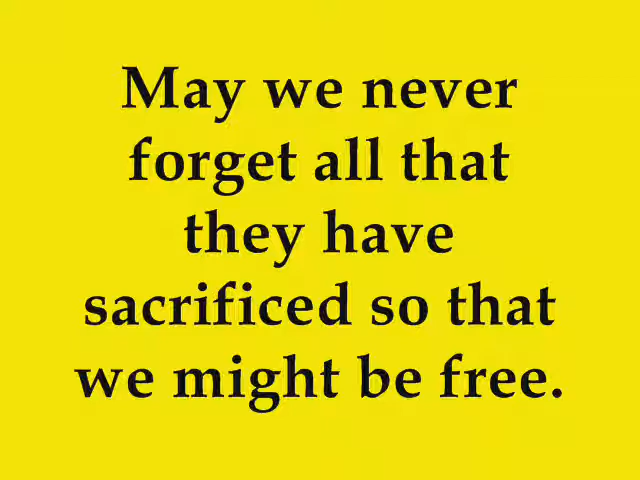 May we never
forget all that
they have
sacrificed so that
we might be free.